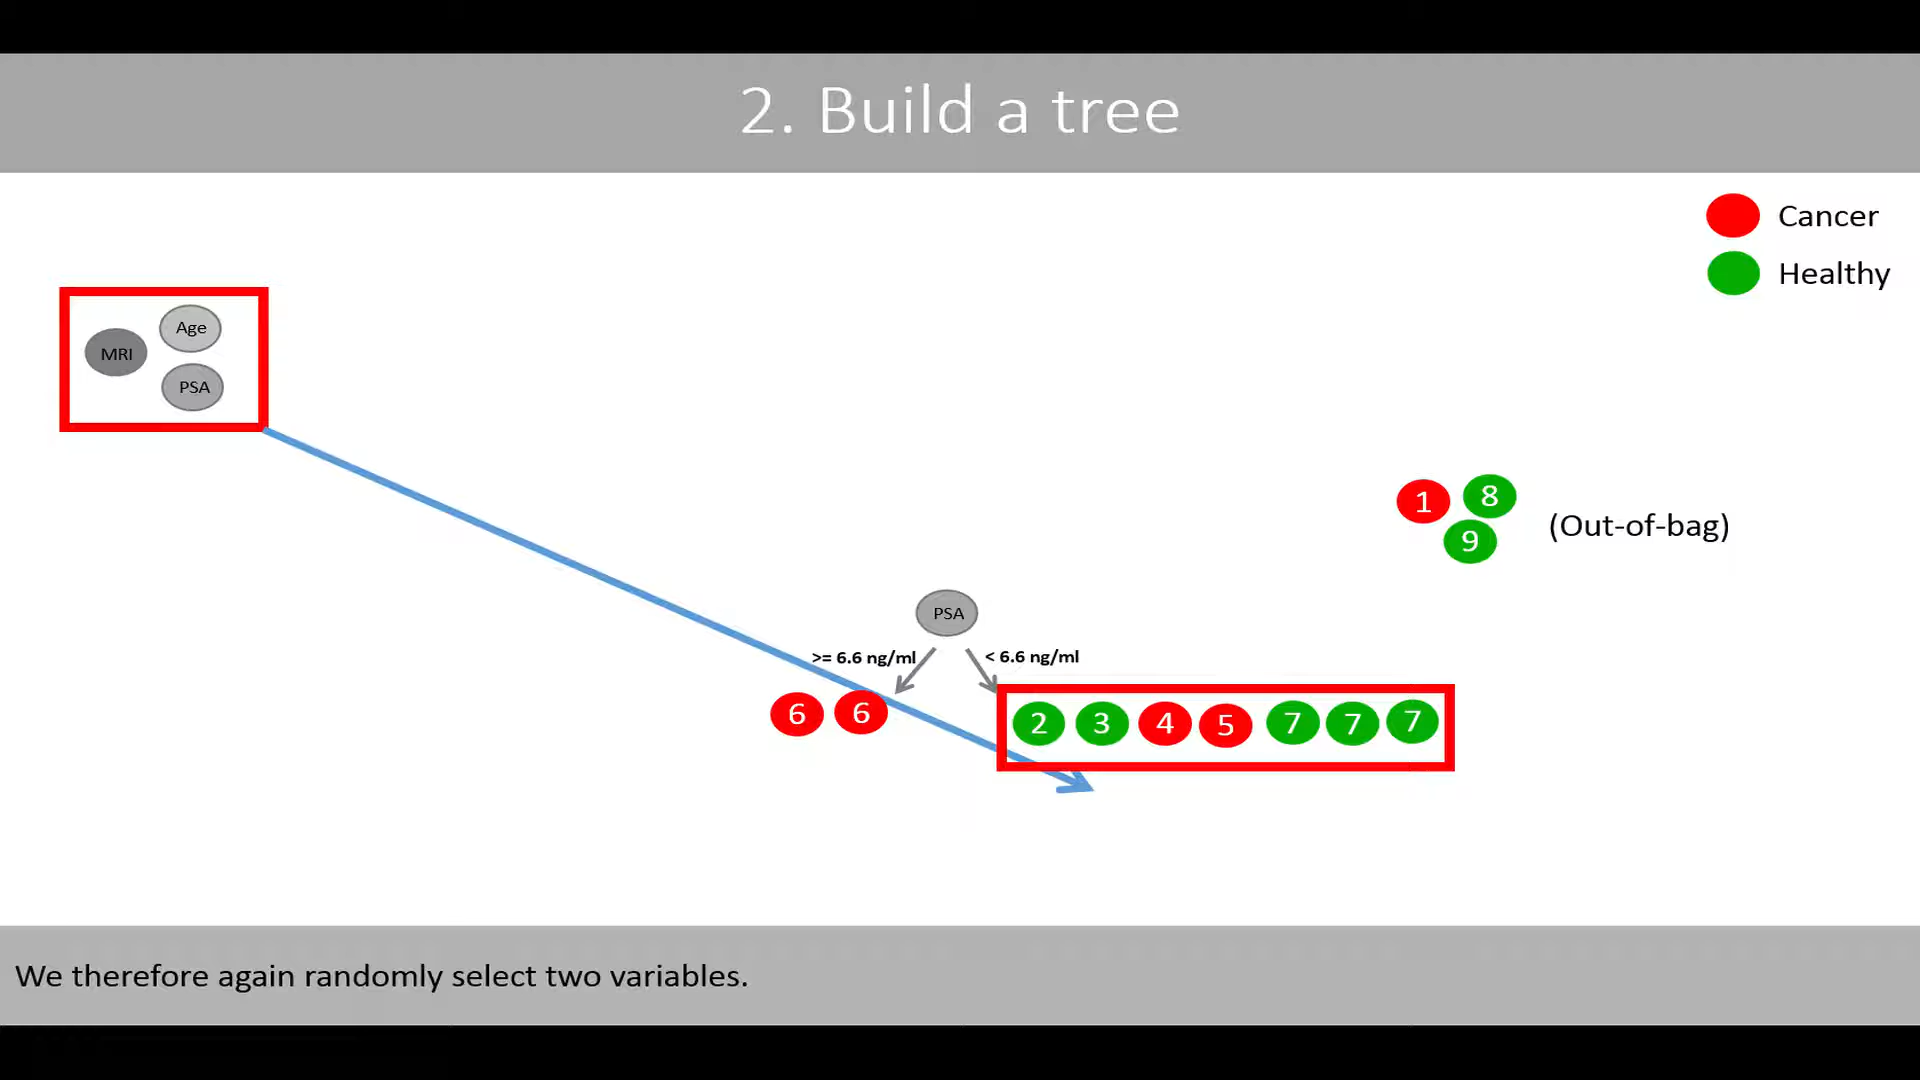 2. Build a tree
Cancer
Healthy
Age
MRI
PSA
1 8
9
(Out-of-bag)
PSA
>= 6.6 ng/ml
< 6.6 ng/ml
6 6
2 3 4 5 7 7 7
We therefore again randomly select two variables.